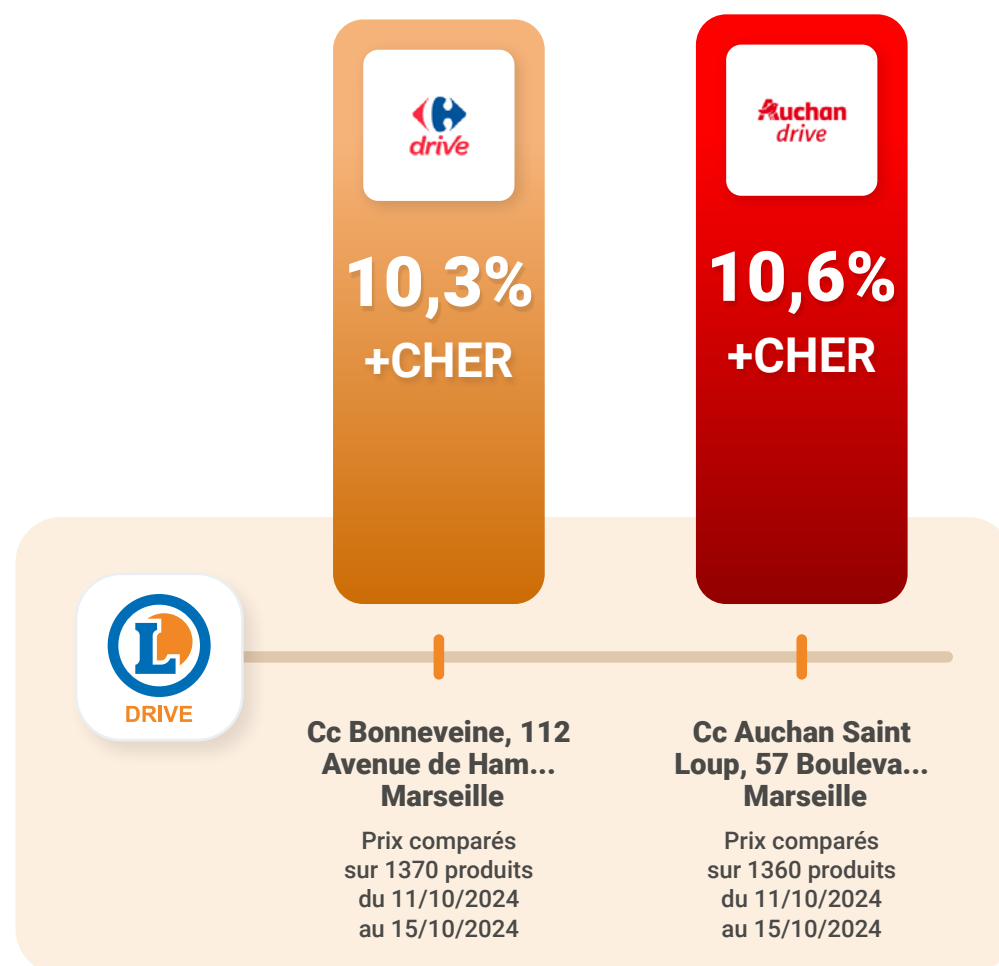 drive
10,3%
+CHER
Auchan
drive
10,6%
+CHER
L
DRIVE
Cc Bonneveine, 112
Avenue de Ham...
Marseille
Prix comparés
sur 1370 produits
du 11/10/2024
au 15/10/2024
Cc Auchan Saint
Loup, 57 Bouleva...
Marseille
Prix comparés
sur 1360 produits
du 11/10/2024
au 15/10/2024